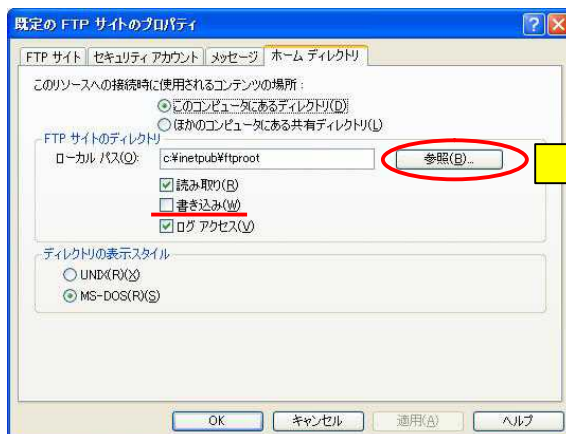 既定の FTP サイトのプロパティ
FTP サイト セキュリティ アカウント メッセージ ホーム ディレクトリ
このリソースへの接続時に使用されるコンテンツの場所:
このコンピュータにあるディレクトリ(D)
ほかのコンピュータにある共有ディレクトリ(L)
FTP サイトのディレクトリ
ローカル パス(O): c:¥inetpub¥ftproot 参照(B)...
読み取り(R)
書き込み(W)
ログ アクセス(V)
ディレクトリの表示スタイル
UNIX(R)(X)
MS-DOS(R)(S)
OK キャンセル 適用(A) ヘルプ